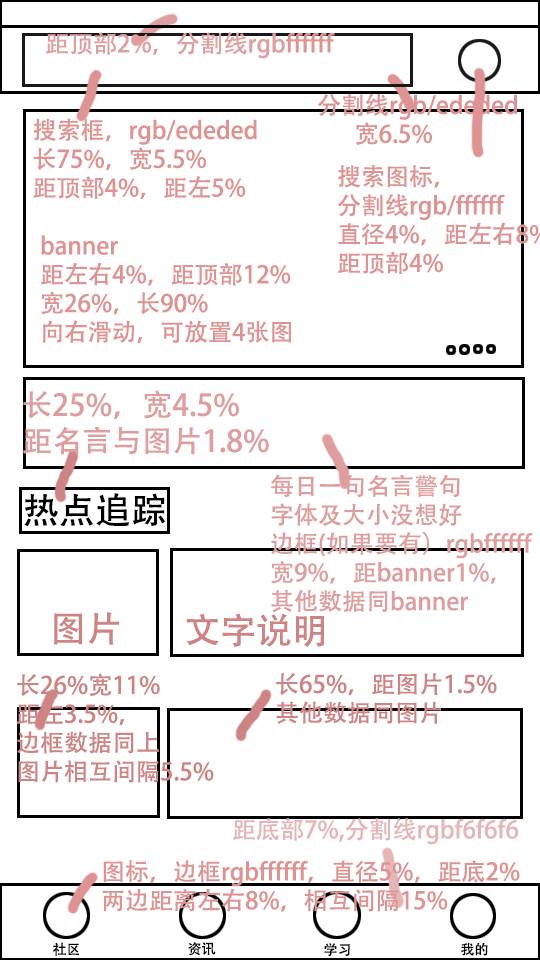 距顶部2%，分割线rgbffffff
分割线rgb/ededed
宽6.5%
搜索框，rgb/ededed
长75%，宽5.5%
距顶部4%，距左5%
搜索图标，
分割线rgb/ffffff
直径4%，距左右8%
距顶部4%
banner
距左右4%，距顶部12%
宽26%，长90%
向右滑动，可放置4张图
长25%，宽4.5%
距名言与图片1.8%
每日一句名言警句
字体及大小没想好
边框(如果要有）rgbffffff
宽9%，距banner1%，
其他数据同banner
热点追踪
图片
文字说明
长26%宽11%
距左3.5%，
边框数据同上
图片相互间隔5.5%
长65%，距图片1.5%
其他数据同图片
距底部7%,分割线rgbf6f6f6
图标，边框rgbffffff，直径5%，距底2%
两边距离左右8%，相互间隔15%
社区
资讯
学习
我的